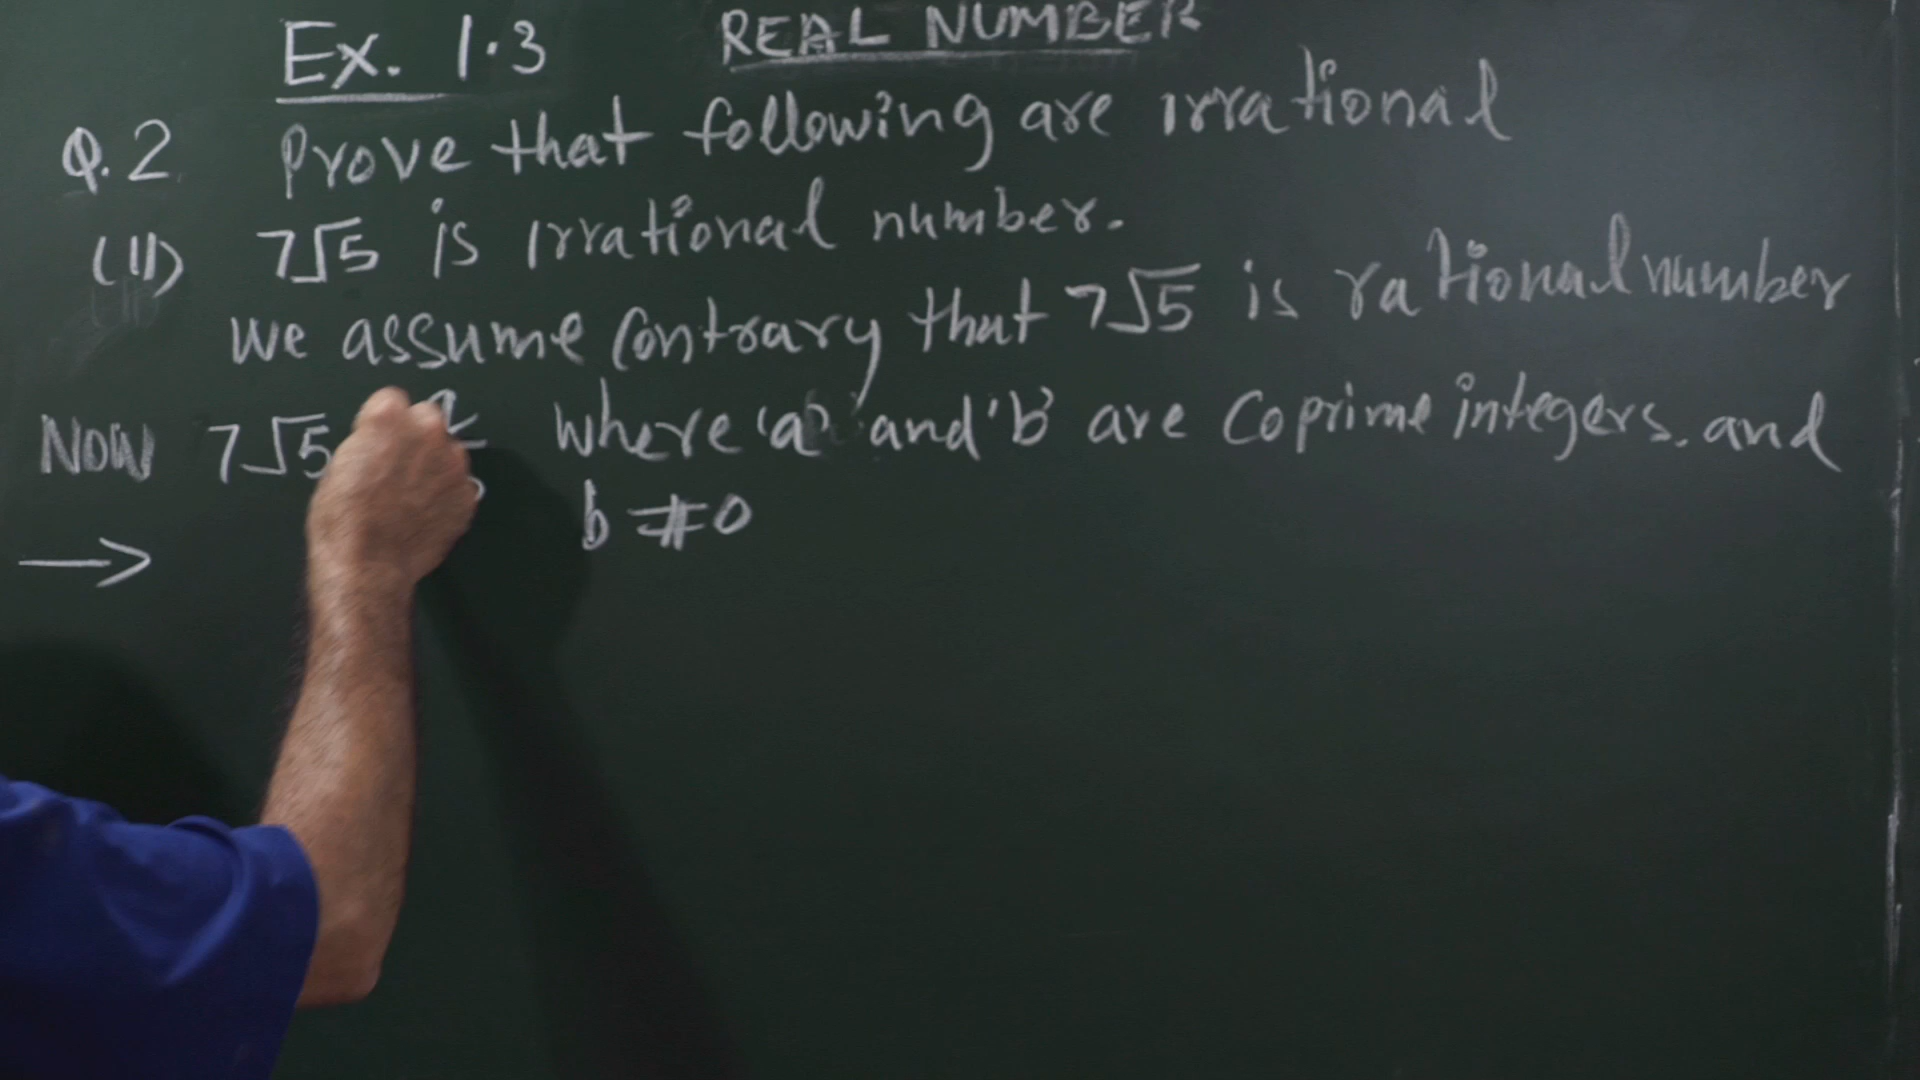 Ex. 1.3 REAL NUMBER
Q.2 Prove that following are irrational
(II) 7√5 is irrational number.
We assume contrary that 7√5 is rational number
NOW 7√5 a where 'a' and 'b' are coprime integers. and
→ b ≠ 0